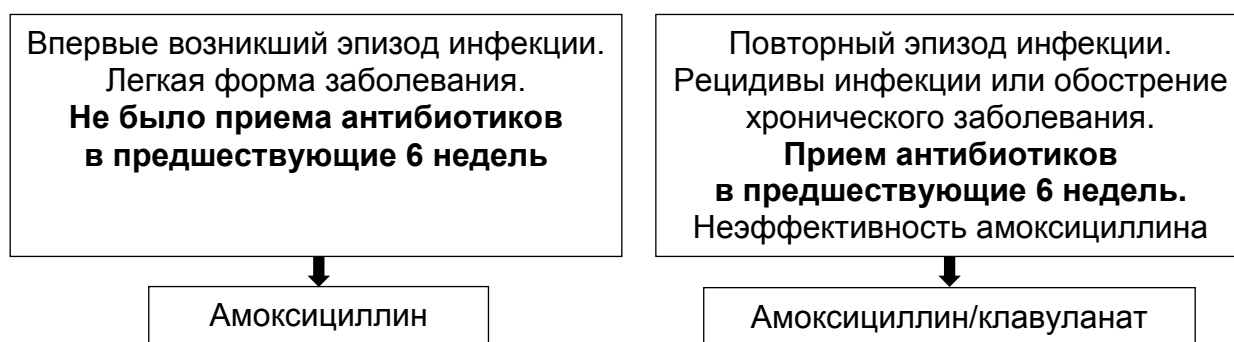 Впервые возникший эпизод инфекции.
Легкая форма заболевания.
Не было приема антибиотиков
в предшествующие 6 недель
Амоксициллин
Повторный эпизод инфекции.
Рецидивы инфекции или обострение
хронического заболевания.
Прием антибиотиков
в предшествующие 6 недель.
Неэффективность амоксициллина
Амоксициллин/клавуланат